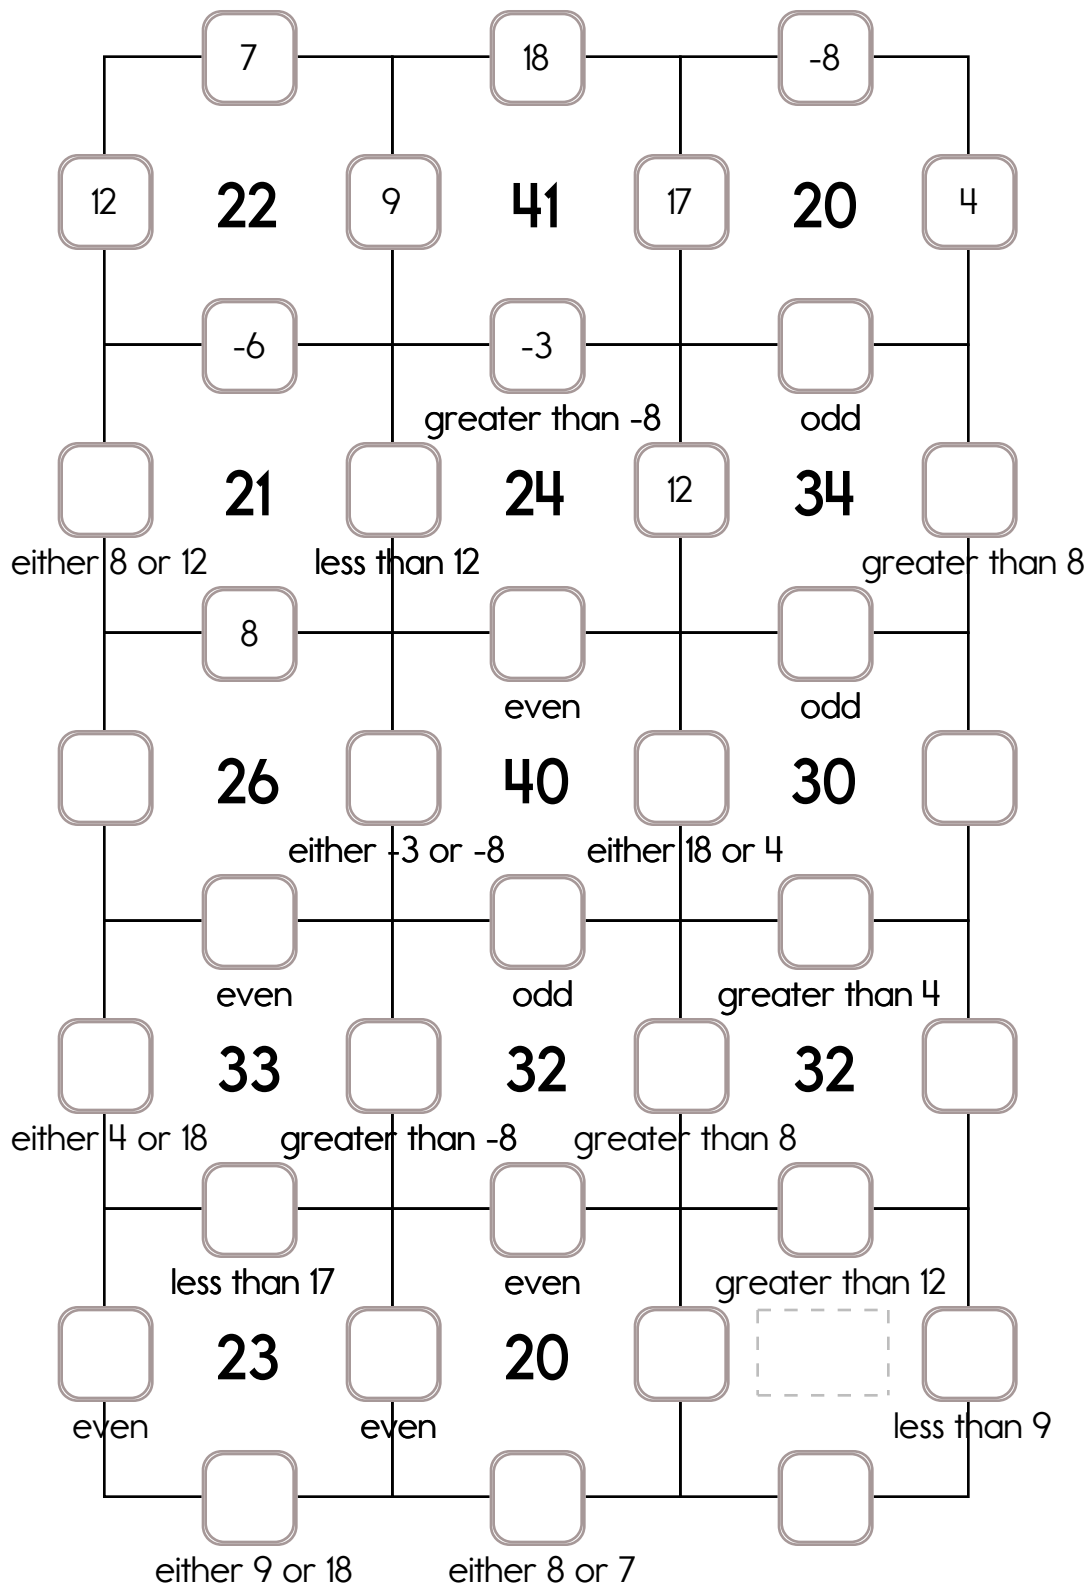 7 18 -8
12 22 9 41 17 20 4
-6 -3
greater than -8 odd
21 24 12 34
either 8 or 12 less than 12 greater than 8
8
even odd
26 40 30
either -3 or -8 either 18 or 4
even odd greater than 4
33 32 32
either 4 or 18 greater than -8 greater than 8
less than 17 even greater than 12
23 20
even even less than 9
either 9 or 18 either 8 or 7